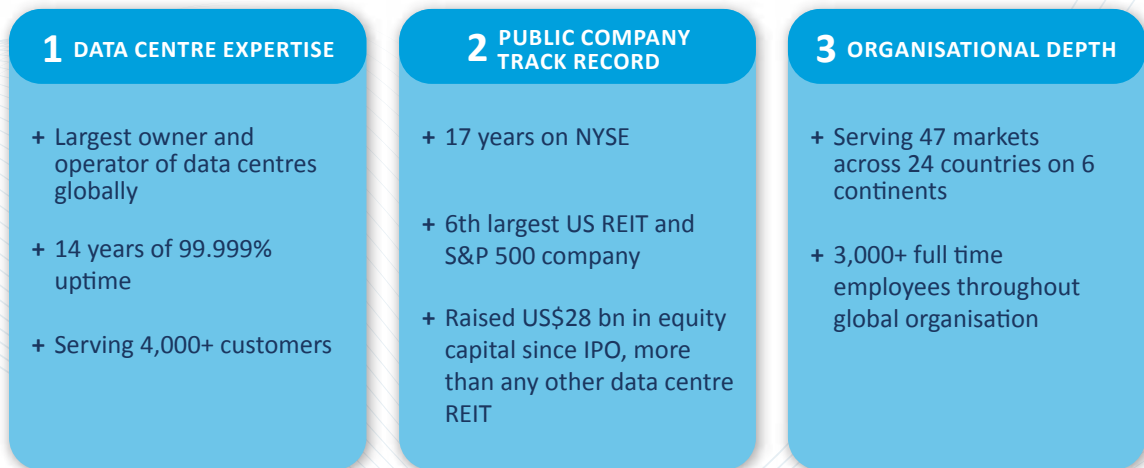 1 DATA CENTRE EXPERTISE
+ Largest owner and
operator of data centres
globally
+ 14 years of 99.999%
uptime
+ Serving 4,000+ customers
2 PUBLIC COMPANY
TRACK RECORD
+ 17 years on NYSE
+ 6th largest US REIT and
S&P 500 company
+ Raised US$28 bn in equity
capital since IPO, more
than any other data centre
REIT
3 ORGANISATIONAL DEPTH
+ Serving 47 markets
across 24 countries on 6
continents
+ 3,000+ full time
employees throughout
global organisation